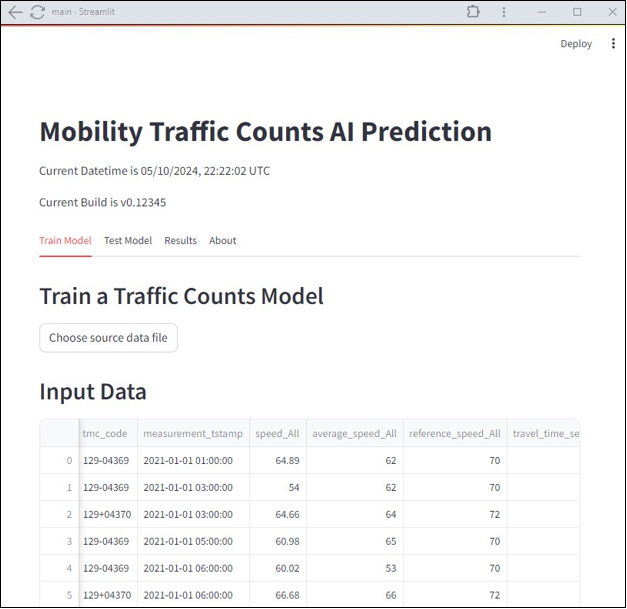 main - Streamlit
Deploy
Mobility Traffic Counts AI Prediction
Current Datetime is 05/10/2024, 22:22:02 UTC
Current Build is v0.12345
Train Model Test Model Results About
Train a Traffic Counts Model
Choose source data file
Input Data
tmc_code measurement_tstamp speed_All average_speed_All reference_speed_All travel_time_se
0 129-04369 2021-01-01 01:00:00 64.89 62 70
1 129-04369 2021-01-01 03:00:00 54 62 70
2 129+04370 2021-01-01 03:00:00 64.66 64 72
3 129-04369 2021-01-01 05:00:00 60.98 65 70
4 129-04369 2021-01-01 06:00:00 60.02 53 70
5 129+04370 2021-01-01 06:00:00 66.68 66 72